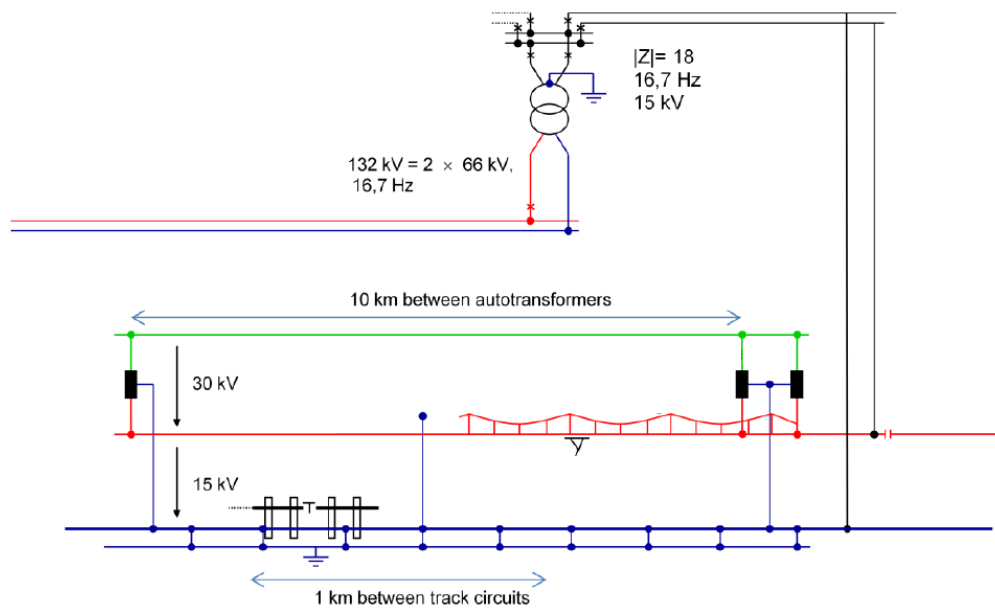 |Z|= 18
16,7 Hz
15 kV
132 kV = 2 × 66 kV,
16,7 Hz
10 km between autotransformers
30 kV
15 kV
T
1 km between track circuits